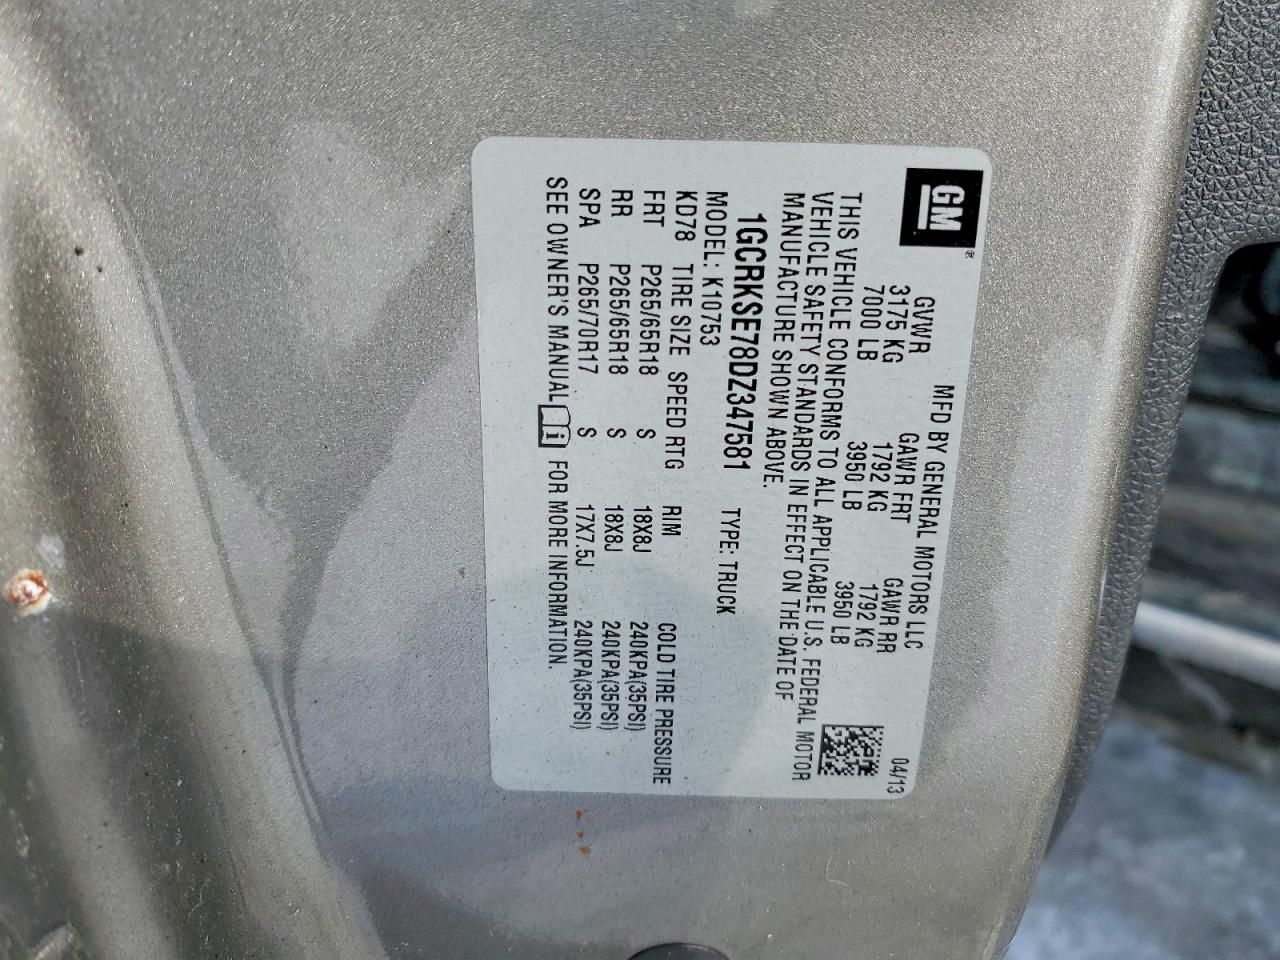 GM®
MFD BY GENERAL MOTORS LLC 04/13
GVWR GAWR FRT GAWR RR
3175 KG 1792 KG 1792 KG
7000 LB 3950 LB 3950 LB
THIS VEHICLE CONFORMS TO ALL APPLICABLE U.S. FEDERAL MOTOR
VEHICLE SAFETY STANDARDS IN EFFECT ON THE DATE OF
MANUFACTURE SHOWN ABOVE.
1GCRKSE78DZ347581 TYPE: TRUCK
MODEL: K10753
KD78 TIRE SIZE SPEED RTG RIM COLD TIRE PRESSURE
FRT P265/65R18 S 18X8J 240KPA(35PSI)
RR P265/65R18 S 18X8J 240KPA(35PSI)
SPA P265/70R17 S 17X7.5J 240KPA(35PSI)
SEE OWNER'S MANUAL i FOR MORE INFORMATION.